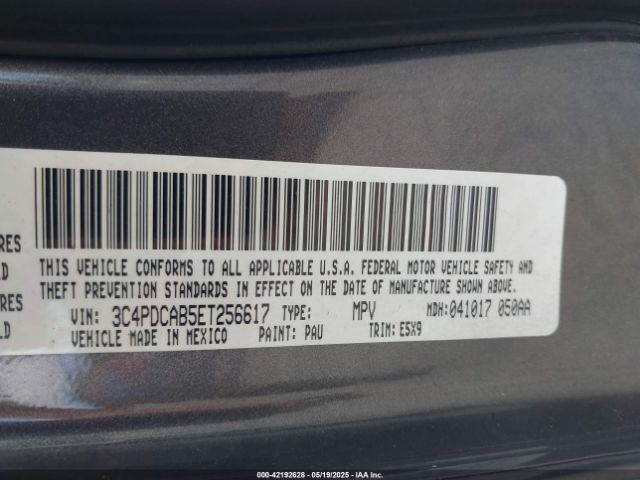 RES
D
RES
LD
THIS VEHICLE CONFORMS TO ALL APPLICABLE U.S.A. FEDERAL MOTOR VEHICLE SAFETY AND
THEFT PREVENTION STANDARDS IN EFFECT ON THE DATE OF MANUFACTURE SHOWN ABOVE.
VIN: 3C4PDCAB5ET256617 TYPE: MPV MDH:041017 050AA
VEHICLE MADE IN MEXICO PAINT: PAU TRIM: E5X9
000-42192628 - 05/19/2025 - IAA Inc.